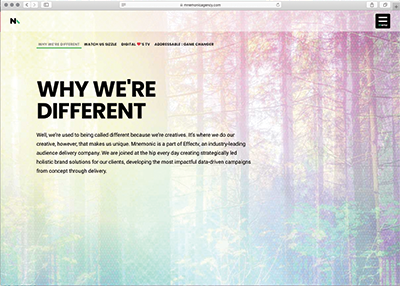 mnemonicagency.com
N
WHY WE'RE DIFFERENT WATCH US SIZZLE DIGITAL ❤'S TV ADDRESSABLE: GAME CHANGER
WHY WE'RE
DIFFERENT
Well, we're used to being called different because we're creatives. It's where we do our
creative, however, that makes us unique. Mnemonic is a part of Effectv, an industry-leading
audience delivery company. We are joined at the hip every day creating strategically led
holistic brand solutions for our clients, developing the most impactful data-driven campaigns
from concept through delivery.